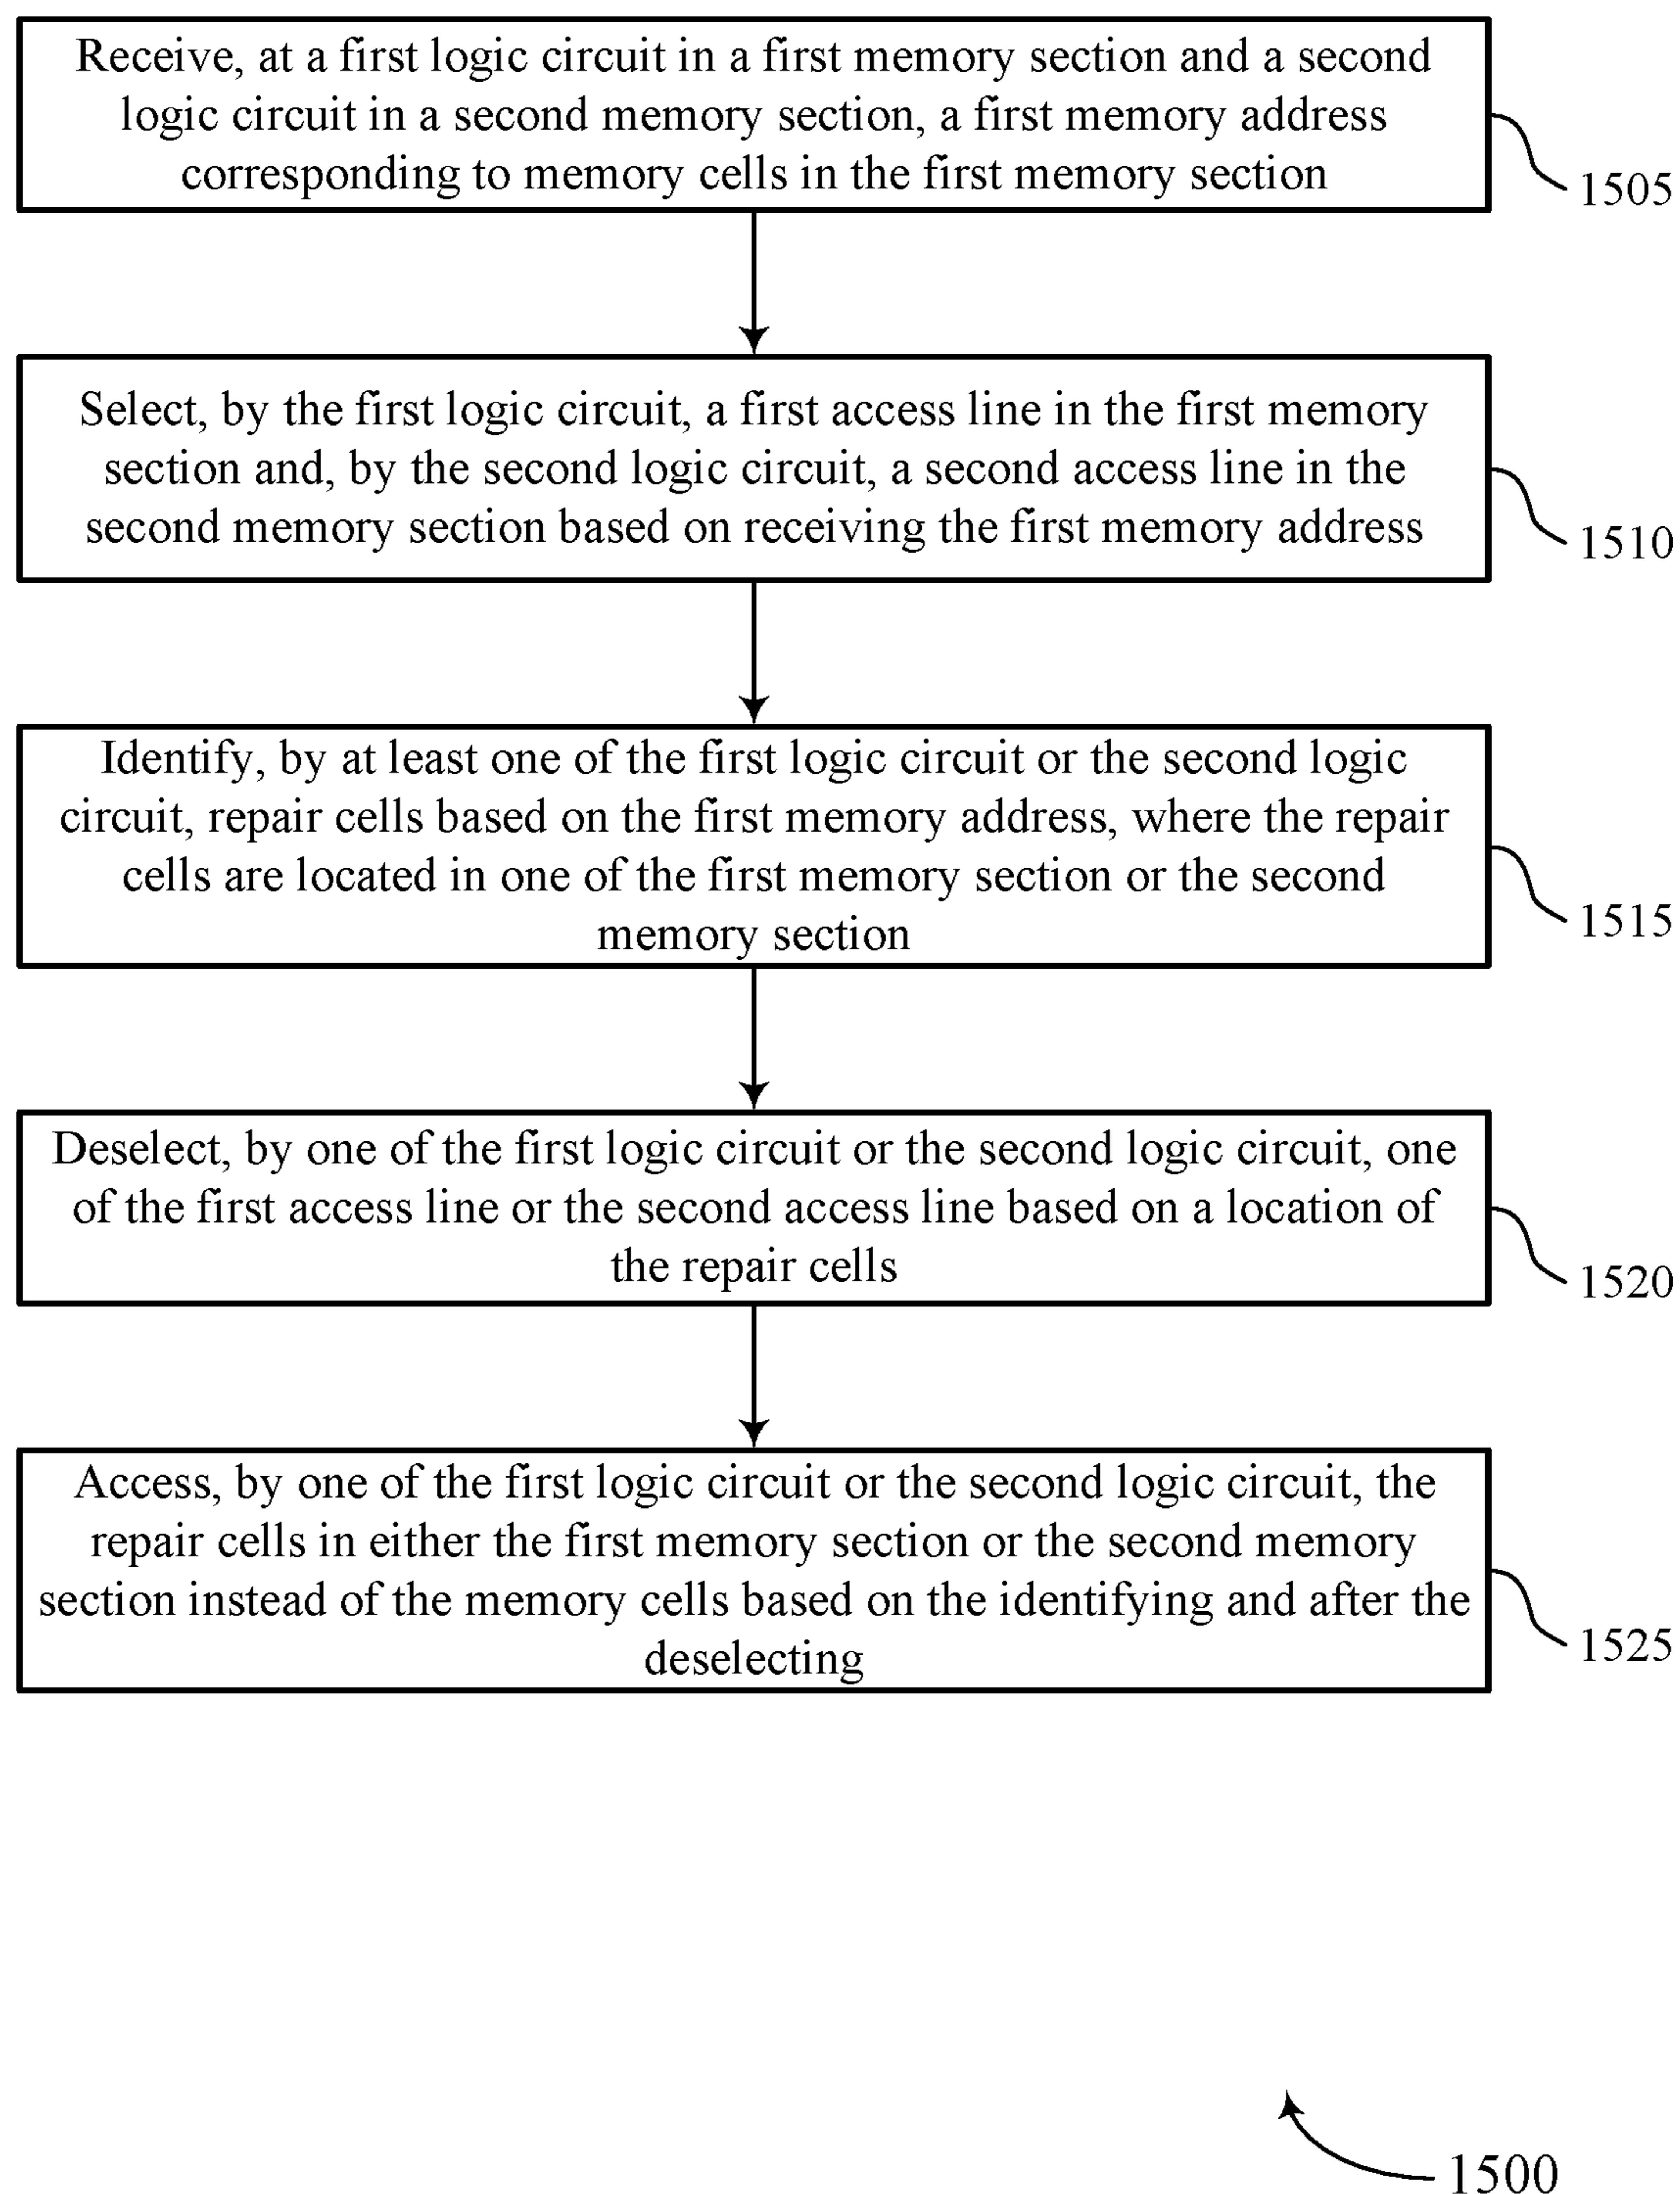 Receive, at a first logic circuit in a first memory section and a second
logic circuit in a second memory section, a first memory address
corresponding to memory cells in the first memory section
1505
Select, by the first logic circuit, a first access line in the first memory
section and, by the second logic circuit, a second access line in the
second memory section based on receiving the first memory address
1510
Identify, by at least one of the first logic circuit or the second logic
circuit, repair cells based on the first memory address, where the repair
cells are located in one of the first memory section or the second
memory section
1515
Deselect, by one of the first logic circuit or the second logic circuit, one
of the first access line or the second access line based on a location of
the repair cells
1520
Access, by one of the first logic circuit or the second logic circuit, the
repair cells in either the first memory section or the second memory
section instead of the memory cells based on the identifying and after the
deselecting
1525
1500